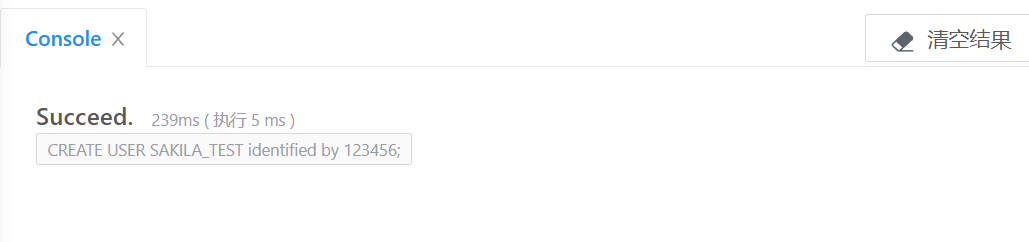 Console
清空结果
Succeed. 239ms ( 执行 5 ms )
CREATE USER SAKILA_TEST identified by 123456;